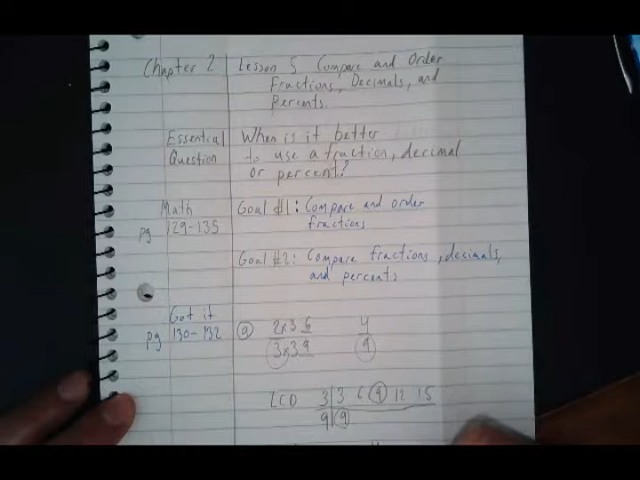 Chapter 2 Lesson 5 Compare and Order
Fractions, Decimals, and
Percents.
Essential When is it better
Question to use a fraction, decimal
or percent?
Math Goal #1: Compare and order
pg 129-135 fractions
Goal #2: Compare fractions, decimals,
and percents
Got it
pg 130-132 a 2x3 6 4
3x3 9 9
LCD 3 3 6 9 12 15
9 9